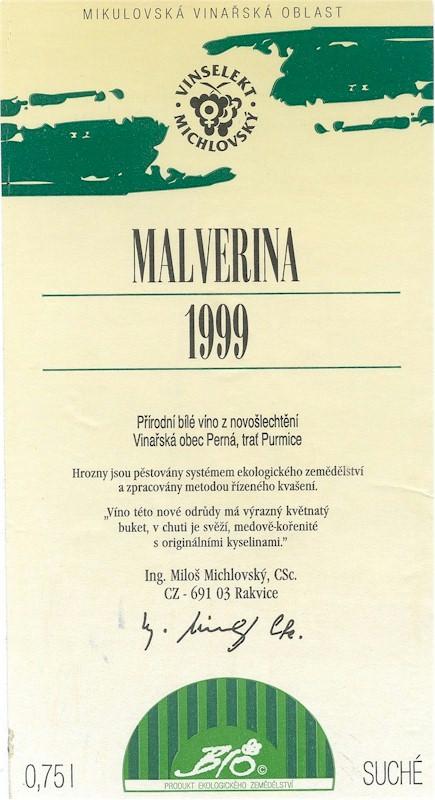 MIKULOVSKÁ VINAŘSKÁ OBLAST
VINSELEKT
MICHLOVSKÝ
MALVERINA
1999
Přírodní bílé víno z novošlechtění
Vinařská obec Perná, trať Purmice
Hrozny jsou pěstovány systémem ekologického zemědělství
a zpracovány metodou řízeného kvašení.
„Víno této nové odrůdy má výrazný květnatý
buket, v chuti je svěží, medově-kořenité
s originálními kyselinami.”
Ing. Miloš Michlovský, CSc.
CZ - 691 03 Rakvice
BIO ©
PRODUKT EKOLOGICKÉHO ZEMĚDĚLSTVÍ
0,75 l
SUCHÉ